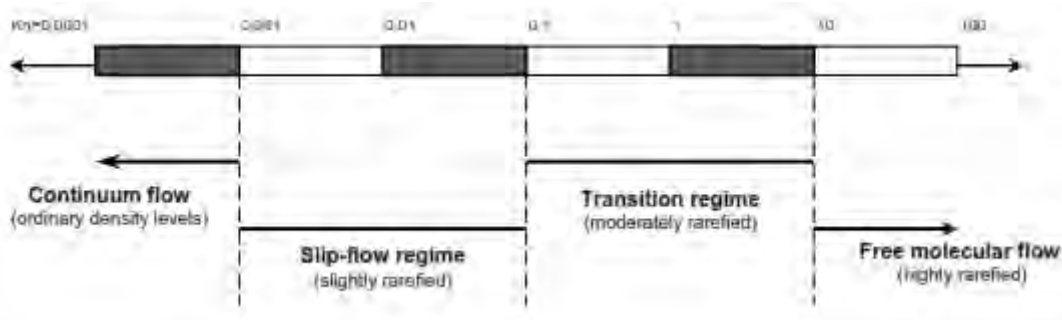 Kn=0.0001 0.001 0.01 0.1 1 10 100
Continuum flow
(ordinary density levels)
Transition regime
(moderately rarefied)
Slip-flow regime
(slightly rarefied)
Free molecular flow
(highly rarefied)